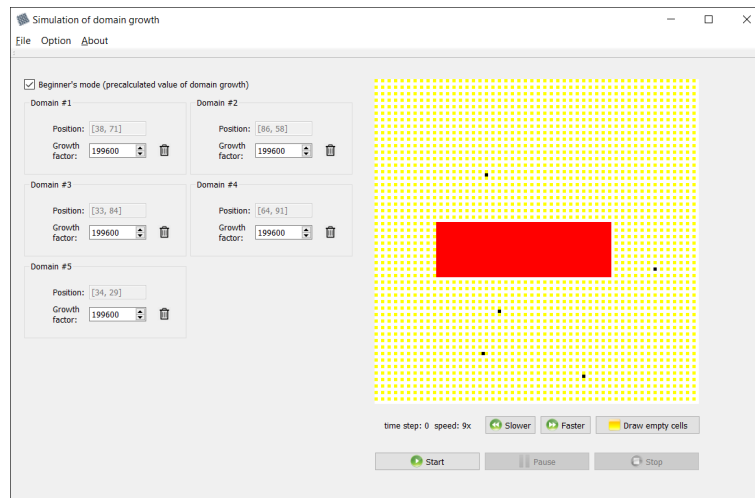 Simulation of domain growth
File Option About
Beginner's mode (precalculated value of domain growth)
Domain #1
Position: [38, 71]
Growth factor: 199600
Domain #2
Position: [86, 58]
Growth factor: 199600
Domain #3
Position: [33, 84]
Growth factor: 199600
Domain #4
Position: [64, 91]
Growth factor: 199600
Domain #5
Position: [34, 29]
Growth factor: 199600
time step: 0 speed: 9x Slower Faster Draw empty cells
Start Pause Stop